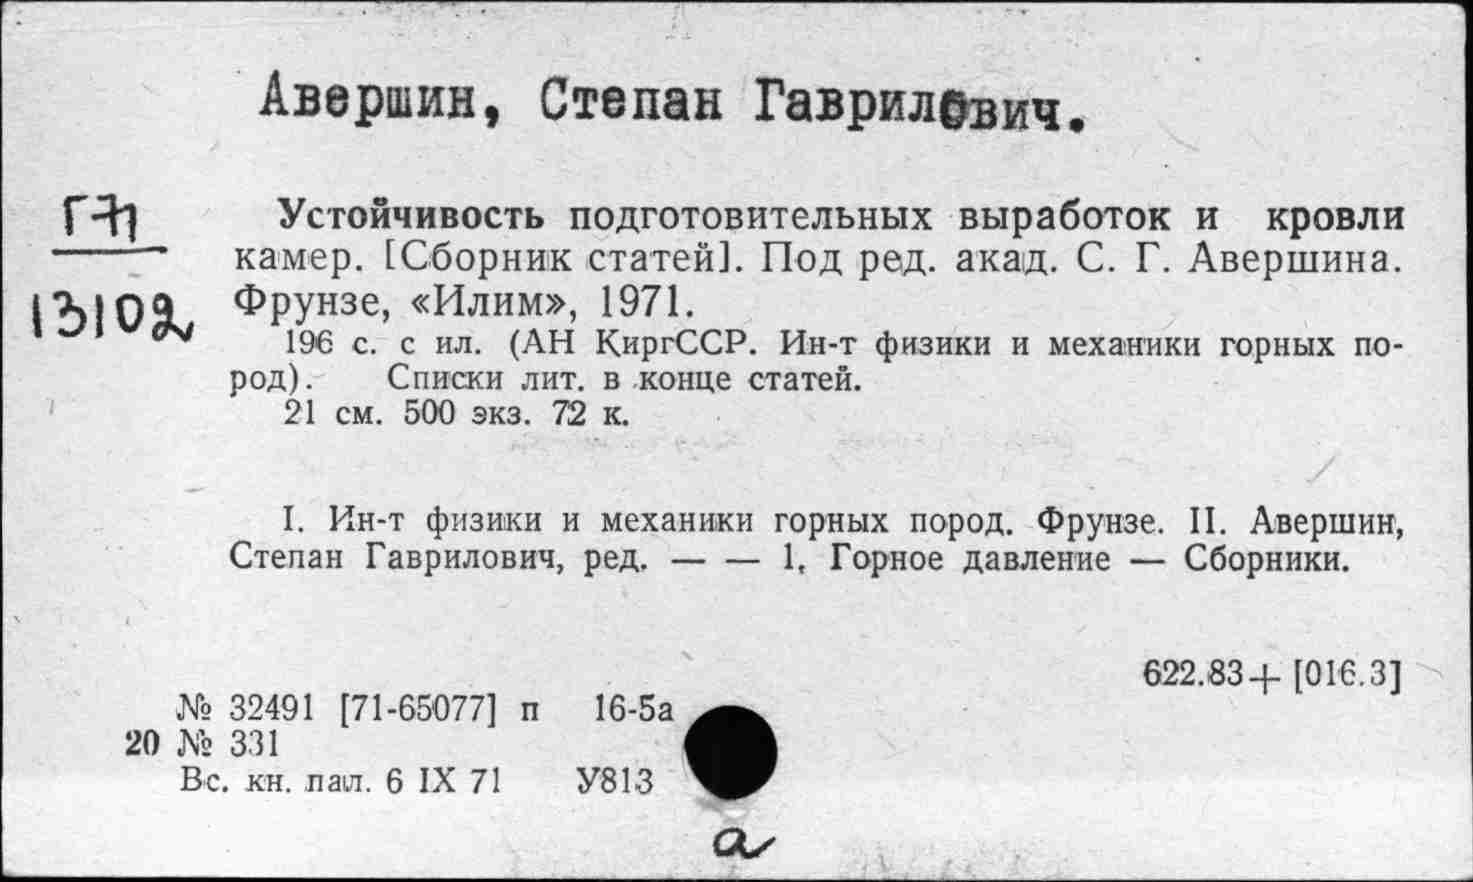 Авершин, Степан Гаврилович.
Устойчивость подготовительных выработок и кровли
камер. [Сборник статей]. Под ред. акад. С. Г. Авершина.
Фрунзе, «Илим», 1971.
196 с. с ил. (АН КиргССР. Ин-т физики и механики горных по-
род). Списки лит. в конце статей.
21 см. 500 экз. 72 к.
I. Ин-т физики и механики горных пород. Фрунзе. II. Авершин,
Степан Гаврилович, ред. — — 1. Горное давление — Сборники.
622.83+[016.3]
№ 32491 [71-65077] п 16-5а
20 № 331
Вс. кн. пал. 6 IX 71 У813
а